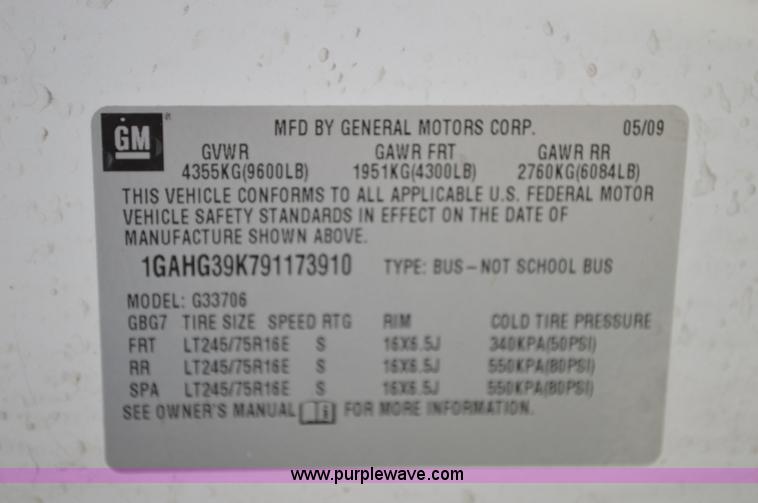 GM
MFD BY GENERAL MOTORS CORP. 05/09
GVWR GAWR FRT GAWR RR
4355KG(9600LB) 1951KG(4300LB) 2760KG(6084LB)
THIS VEHICLE CONFORMS TO ALL APPLICABLE U.S. FEDERAL MOTOR
VEHICLE SAFETY STANDARDS IN EFFECT ON THE DATE OF
MANUFACTURE SHOWN ABOVE.
1GAHG39K791173910 TYPE: BUS-NOT SCHOOL BUS
MODEL: G33706
GBG7 TIRE SIZE SPEED RTG RIM COLD TIRE PRESSURE
FRT LT245/75R16E S 16X6.5J 340KPA(50PSI)
RR LT245/75R16E S 16X6.5J 550KPA(80PSI)
SPA LT245/75R16E S 16X6.5J 550KPA(80PSI)
SEE OWNER'S MANUAL FOR MORE INFORMATION.
www.purplewave.com